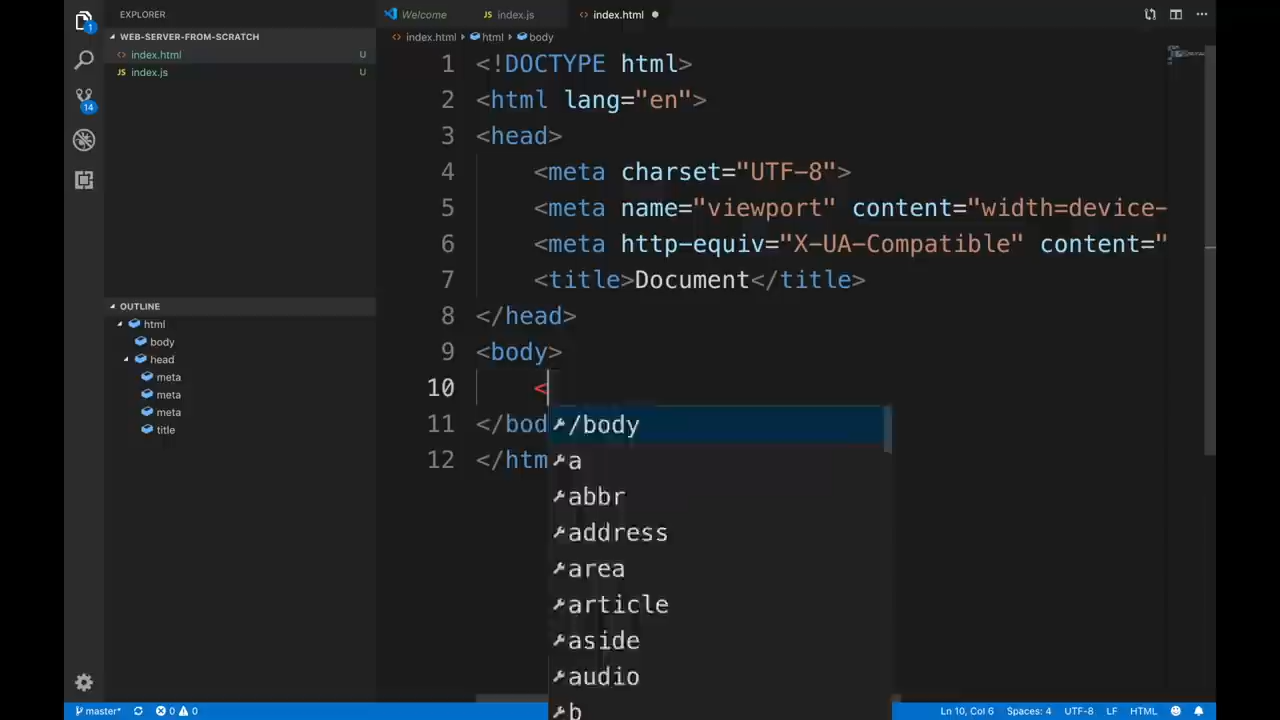 EXPLORER
WEB-SERVER-FROM-SCRATCH
index.html U
index.js U
OUTLINE
html
body
head
meta
meta
meta
title
Welcome index.js index.html
index.html html body
1 <!DOCTYPE html>
2 <html lang="en">
3 <head>
4 <meta charset="UTF-8">
5 <meta name="viewport" content="width=device-
6 <meta http-equiv="X-UA-Compatible" content="
7 <title>Document</title>
8 </head>
9 <body>
10 <
11 </bod
12 </htm
/body
a
abbr
address
area
article
aside
audio
b
1
14
master* 0 0 Ln 10, Col 6 Spaces: 4 UTF-8 LF HTML